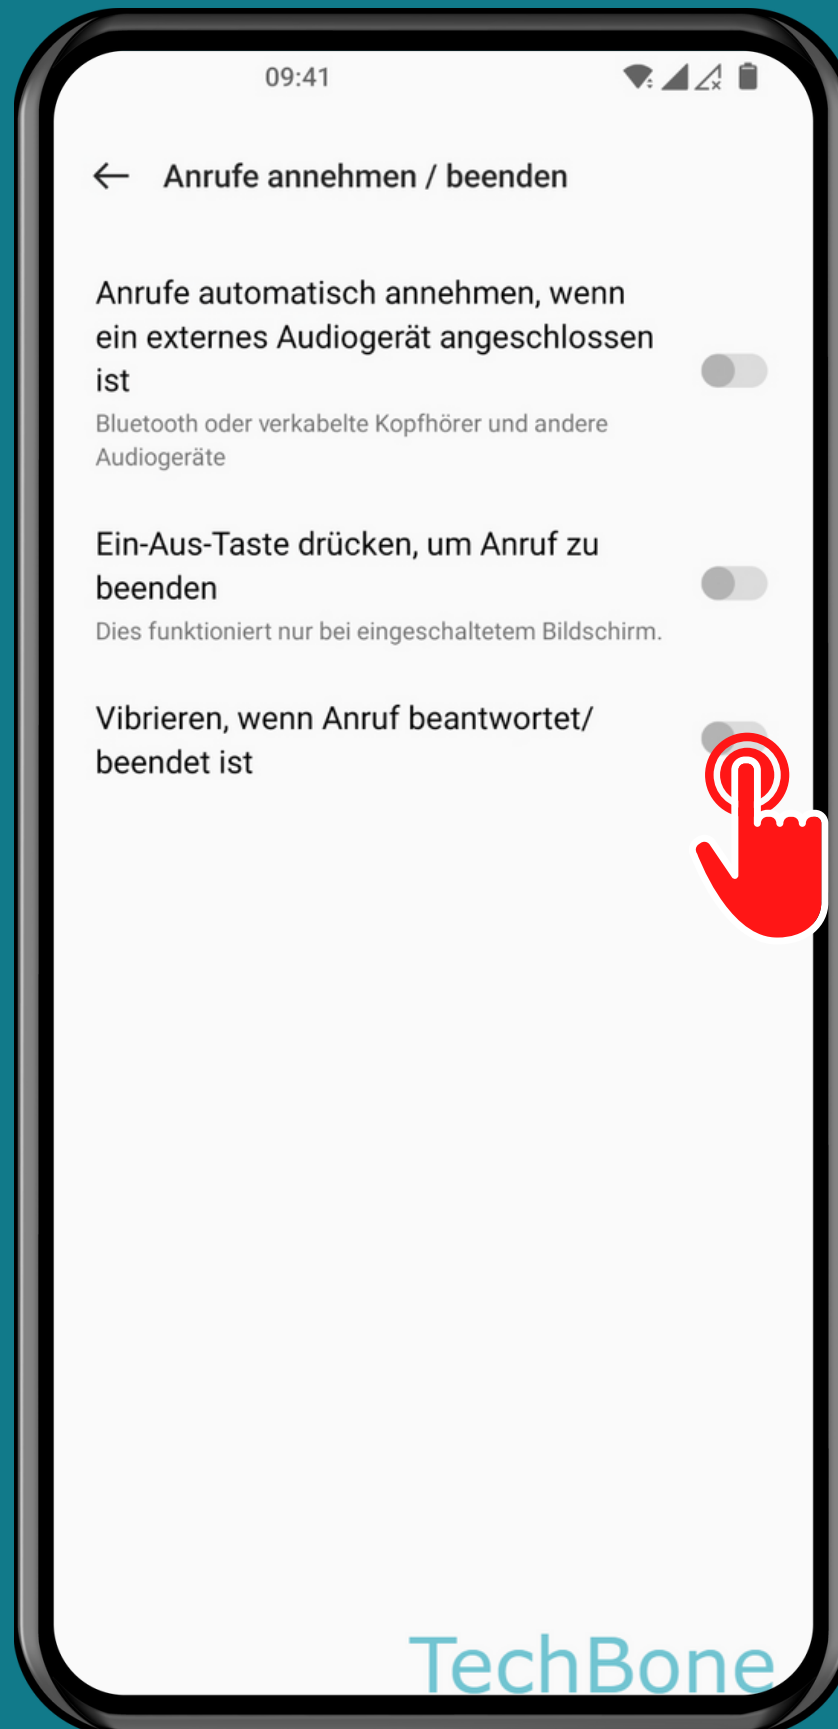 09:41
Anrufe annehmen / beenden
Anrufe automatisch annehmen, wenn
ein externes Audiogerät angeschlossen
ist
Bluetooth oder verkabelte Kopfhörer und andere
Audiogeräte
Ein-Aus-Taste drücken, um Anruf zu
beenden
Dies funktioniert nur bei eingeschaltetem Bildschirm.
Vibrieren, wenn Anruf beantwortet/
beendet ist
TechBone